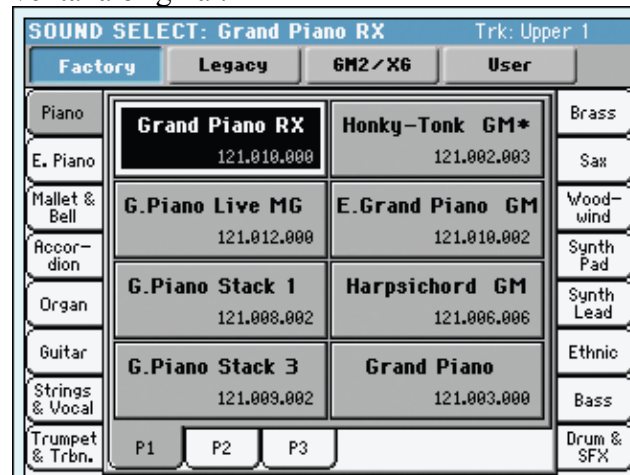 SOUND SELECT: Grand Piano RX Trk: Upper 1
Factory Legacy GM2/XG User
Piano
E. Piano
Mallet &
Bell
Accor-
dion
Organ
Guitar
Strings
& Vocal
Trumpet
& Trbn.
Grand Piano RX
121.010.000
Honky-Tonk GM*
121.002.003
G.Piano Live MG
121.012.000
E.Grand Piano GM
121.010.002
G.Piano Stack 1
121.008.002
Harpsichord GM
121.006.006
G.Piano Stack 3
121.009.002
Grand Piano
121.003.000
P1 P2 P3
Brass
Sax
Wood-
wind
Synth
Pad
Synth
Lead
Ethnic
Bass
Drum &
SFX